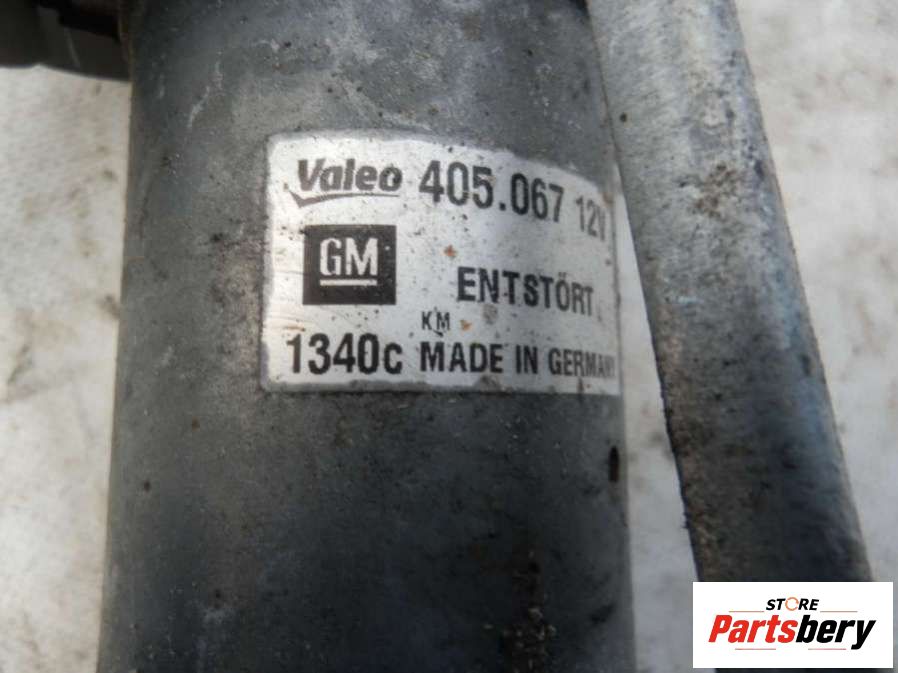 Valeo 405.067 12V
GM ENTSTÖRT
KM
1340c MADE IN GERMANY
STORE
Partsbery